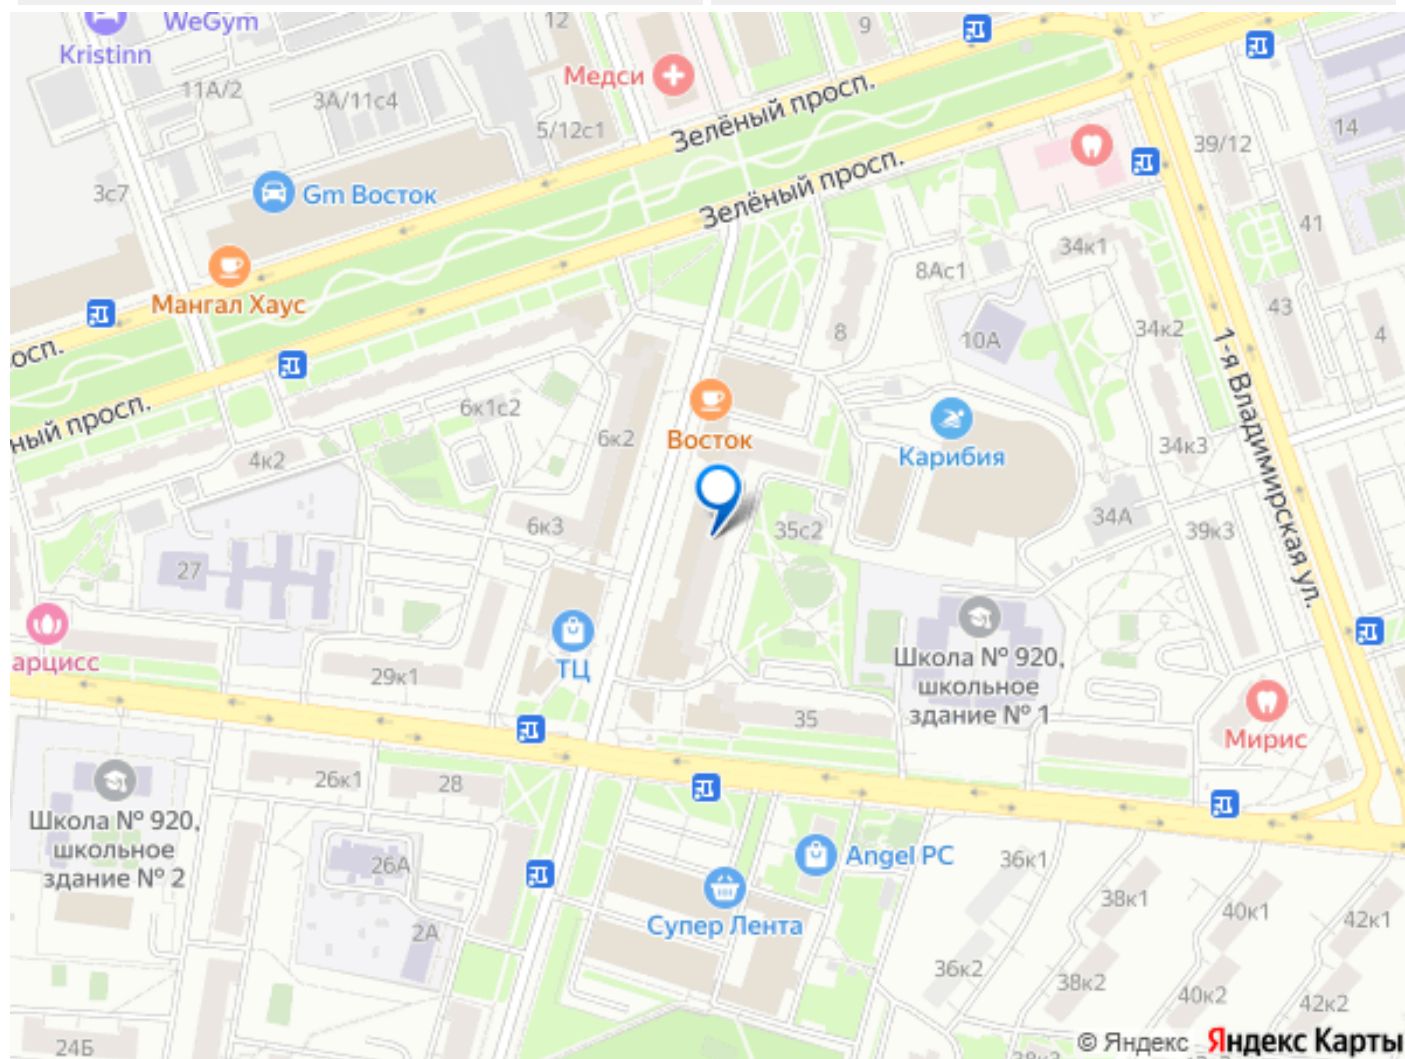 WeGym
Kristinn
12
9
Медси
11А/2
3А/11с4
5/12с1
Зелёный просп.
39/12
14
3с7
Gm Восток
Зелёный просп.
41
34к1
8Ас1
Мангал Хаус
43
8
10А
34к2
4
1-я Владимирская ул.
осп.
6к1с2
ный просп.
6к2
Восток
Карибия
34к3
4к2
6к3
35с2
34А
39к3
27
арцисс
ТЦ
29к1
Школа № 920,
школьное
здание № 1
35
Мирис
26к1
28
Школа № 920,
школьное
здание № 2
26А
Angel PC
36к1
38к1
40к1
42к1
Супер Лента
2А
36к2
38к2
40к2
42к2
24Б
38к3
© Яндекс Яндекс Карты